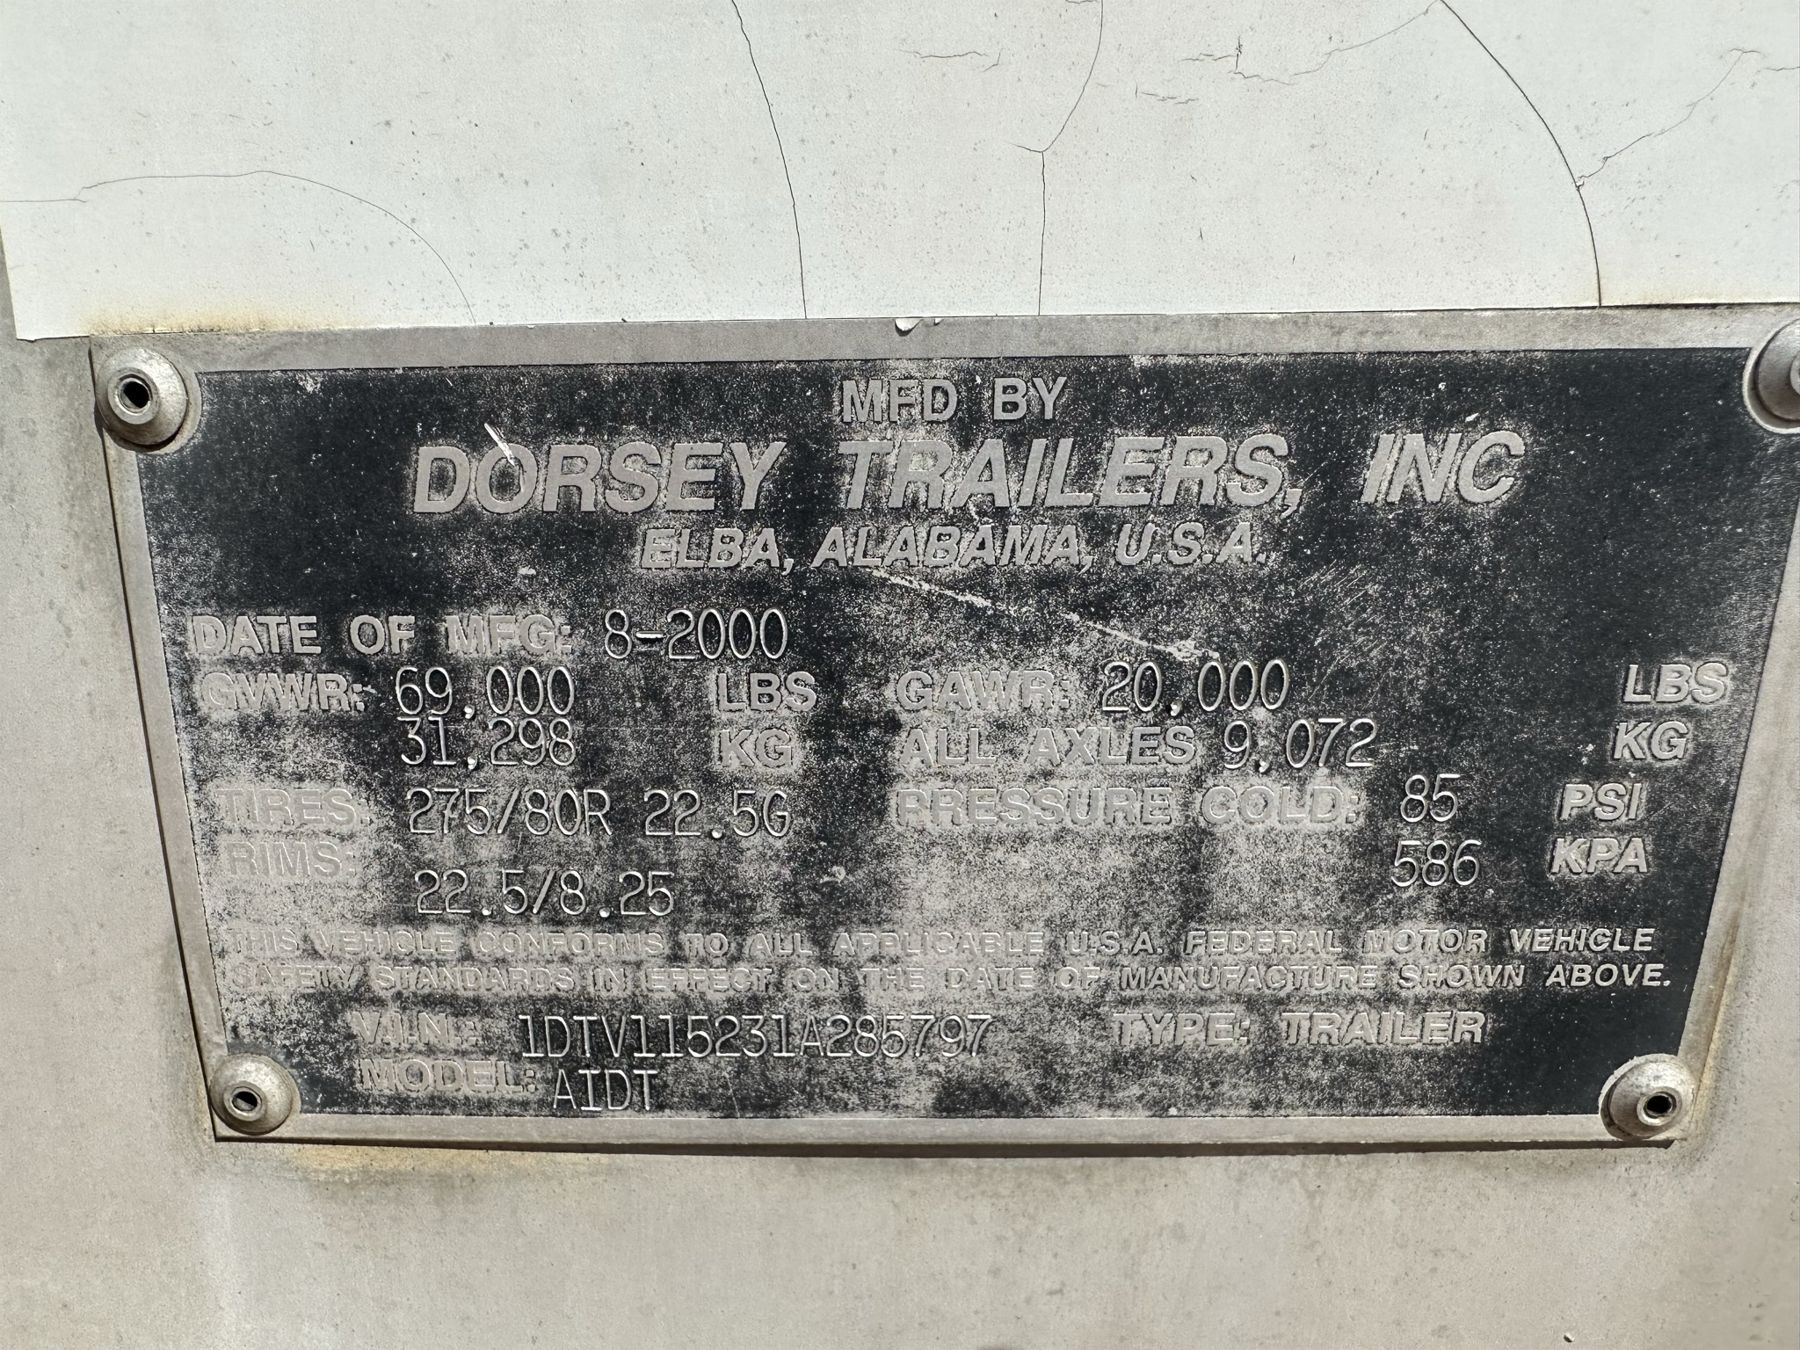 MFD BY
DORSEY TRAILERS, INC
ELBA, ALABAMA, U.S.A.
DATE OF MFG: 8-2000
GVWR: 69,000 LBS GAWR: 20,000 LBS
31,298 KG ALL AXLES 9,072 KG
TIRES: 275/80R 22.5G PRESSURE COLD: 85 PSI
RIMS: 22.5/8.25 586 KPA
THIS VEHICLE CONFORMS TO ALL APPLICABLE U.S.A. FEDERAL MOTOR VEHICLE
SAFETY STANDARDS IN EFFECT ON THE DATE OF MANUFACTURE SHOWN ABOVE.
V.I.N.: 1DTV115231A285797 TYPE: TRAILER
MODEL: AIDT